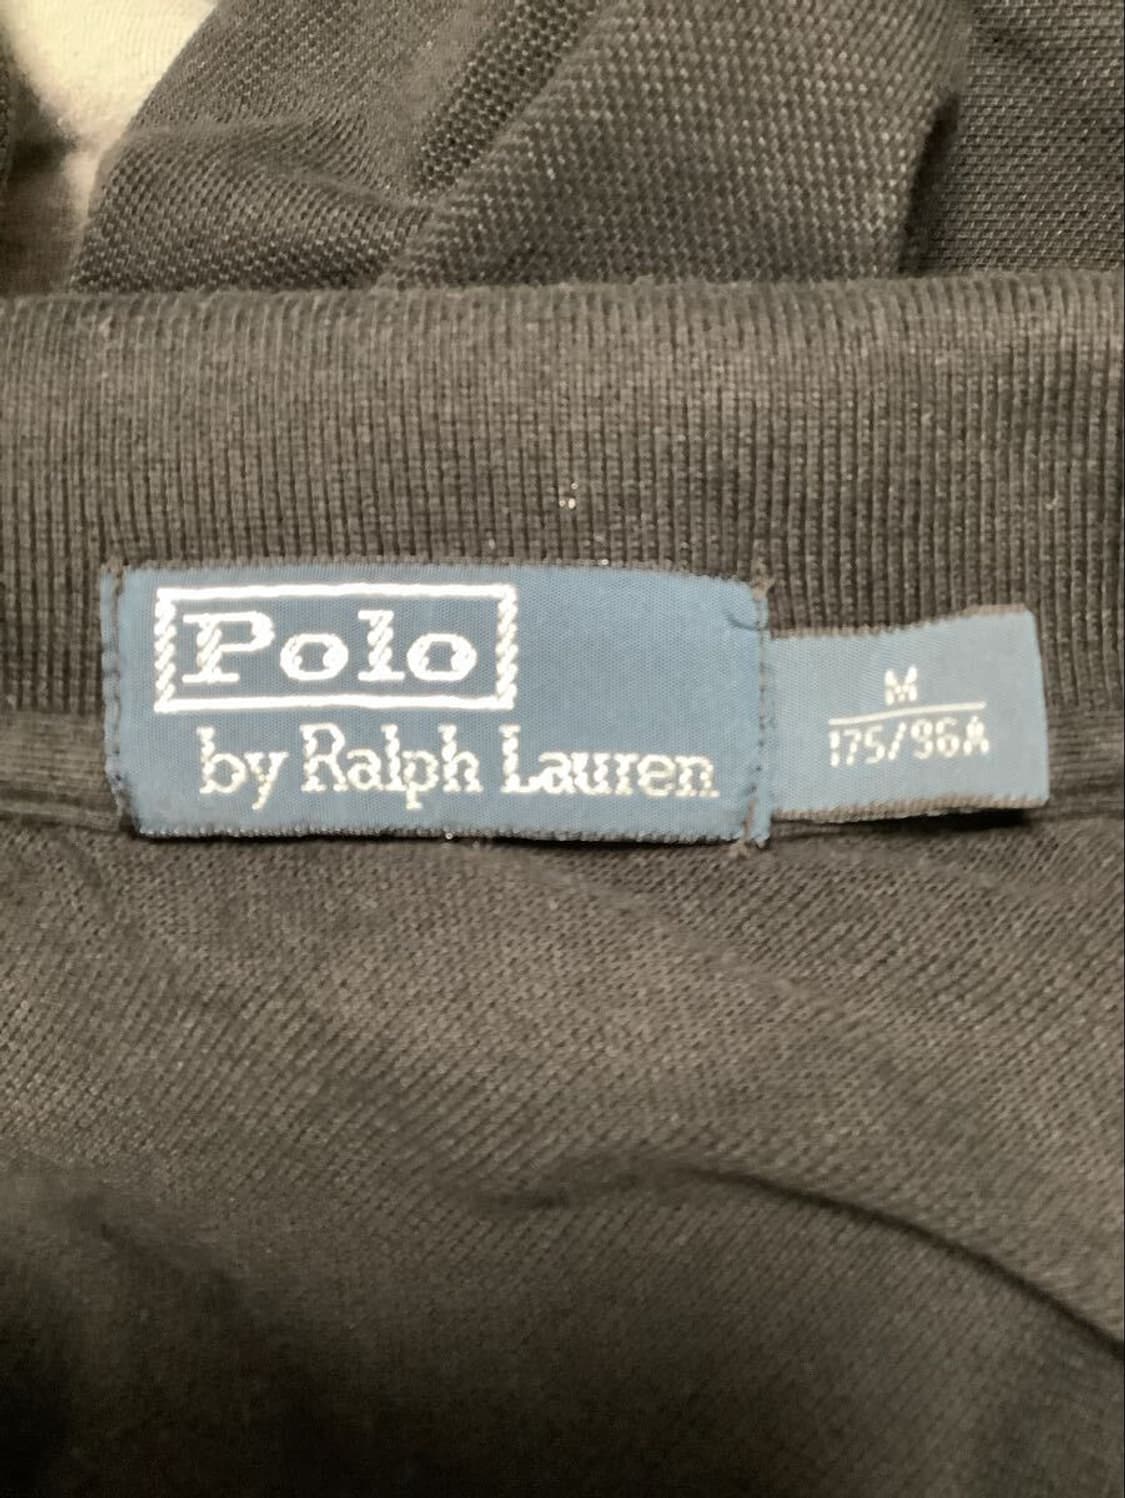 Polo
by Ralph Lauren
M
175/96A